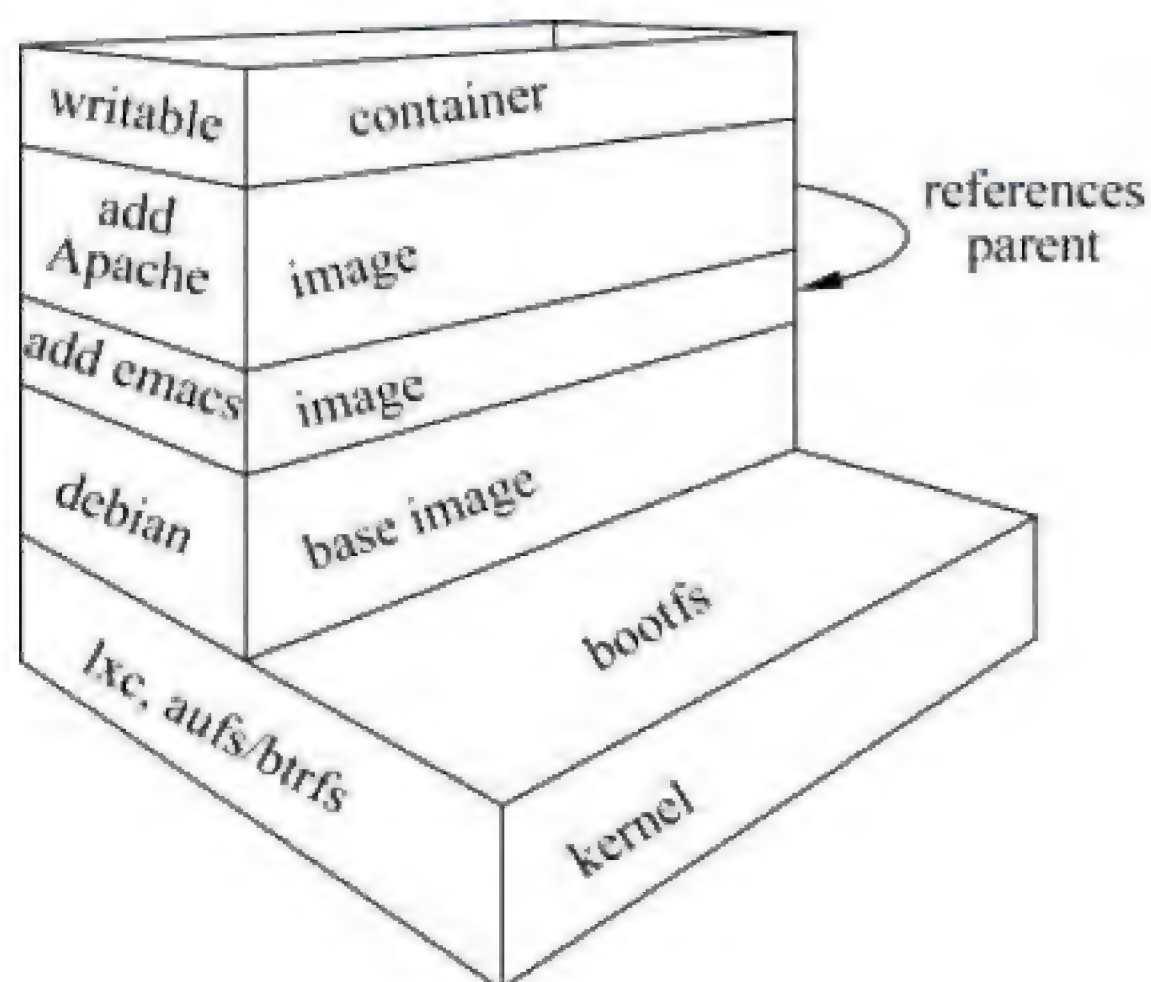 writable
container
add
Apache
image
references
parent
add emacs
image
debian
base image
bootfs
lxc, aufs/btrfs
kernel